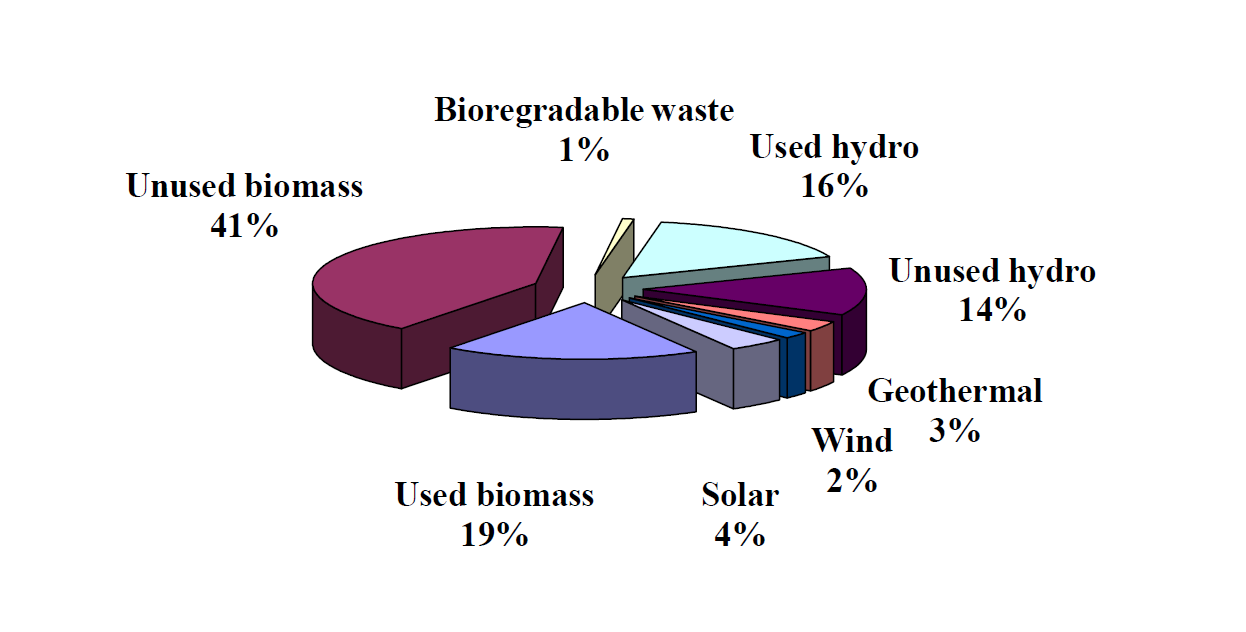 Bioregradable waste
1%
Used hydro
16%
Unused biomass
41%
Unused hydro
14%
Geothermal
3%
Wind
2%
Used biomass
19%
Solar
4%